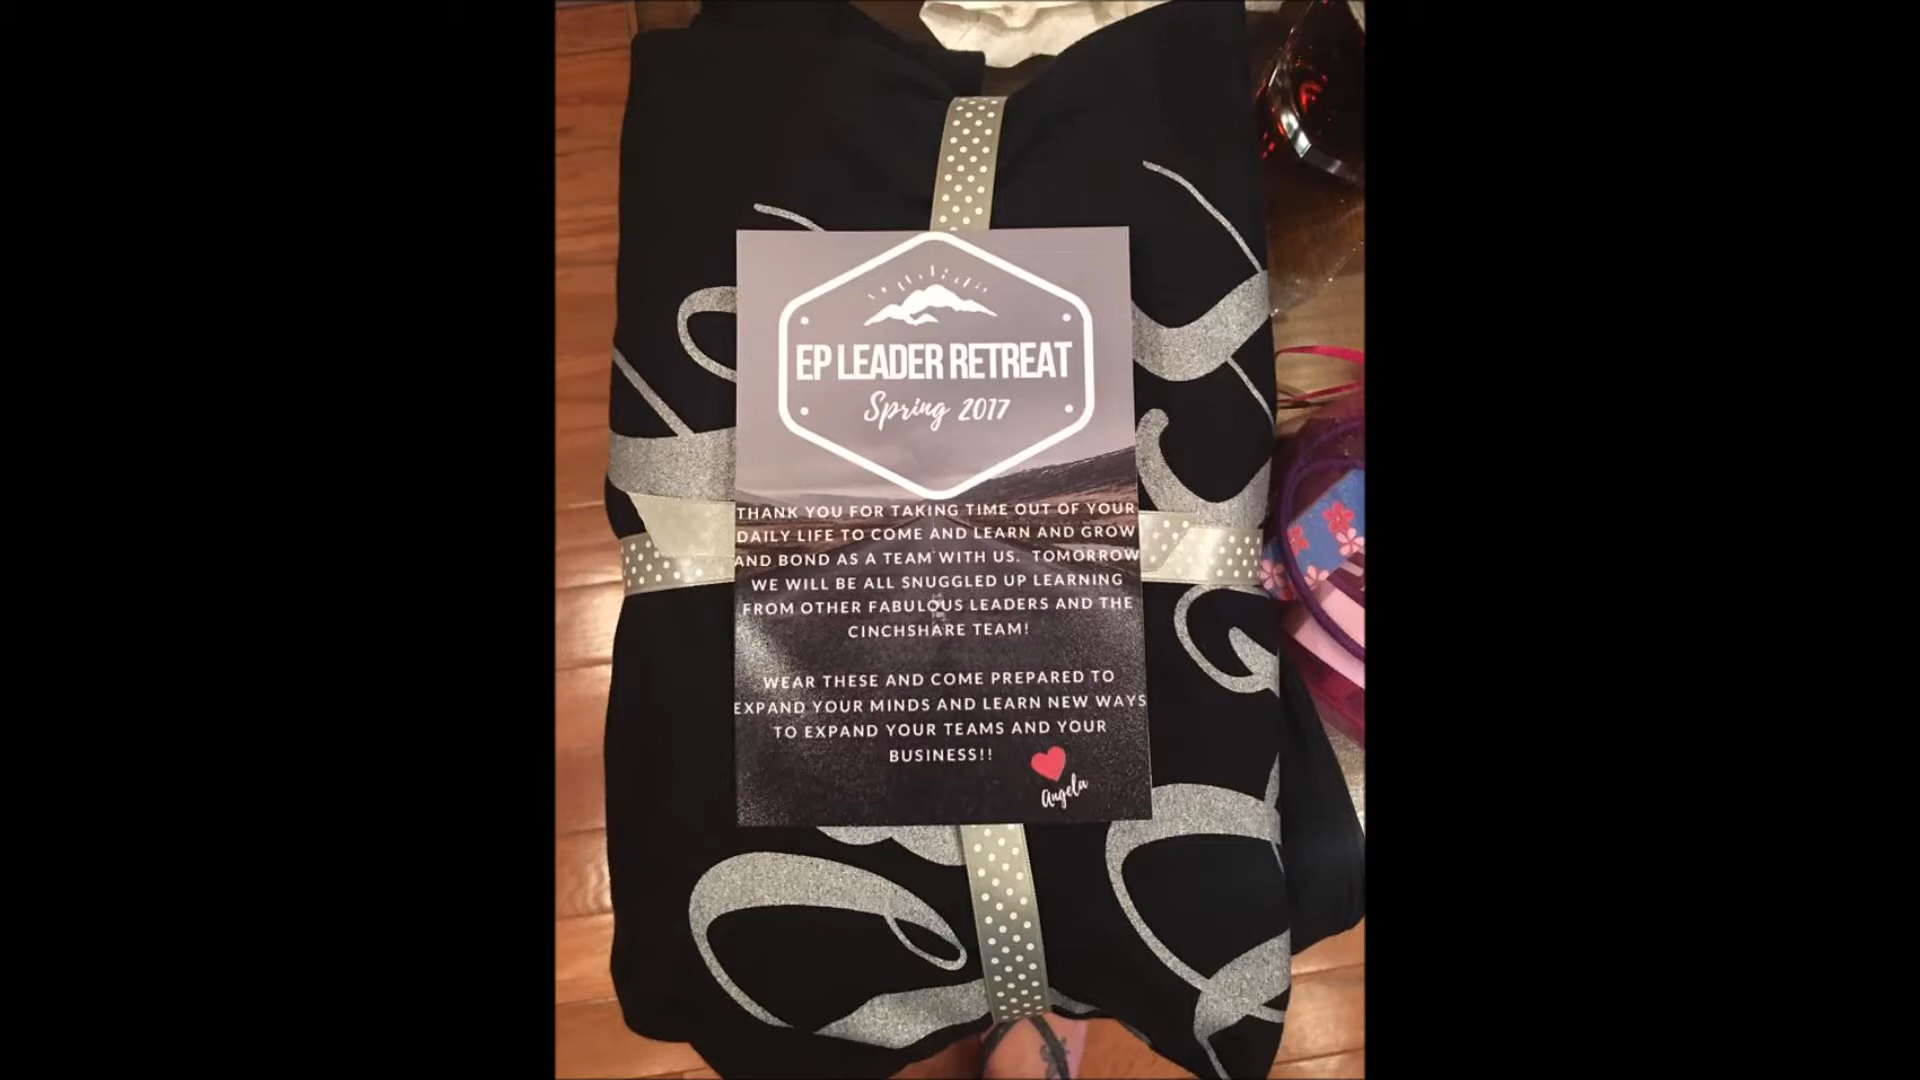 EP LEADER RETREAT
Spring 2017
THANK YOU FOR TAKING TIME OUT OF YOUR
DAILY LIFE TO COME AND LEARN AND GROW
AND BOND AS A TEAM WITH US. TOMORROW
WE WILL BE ALL SNUGGLED UP LEARNING
FROM OTHER FABULOUS LEADERS AND THE
CINCHSHARE TEAM!
WEAR THESE AND COME PREPARED TO
EXPAND YOUR MINDS AND LEARN NEW WAYS
TO EXPAND YOUR TEAMS AND YOUR
BUSINESS!!
Angela